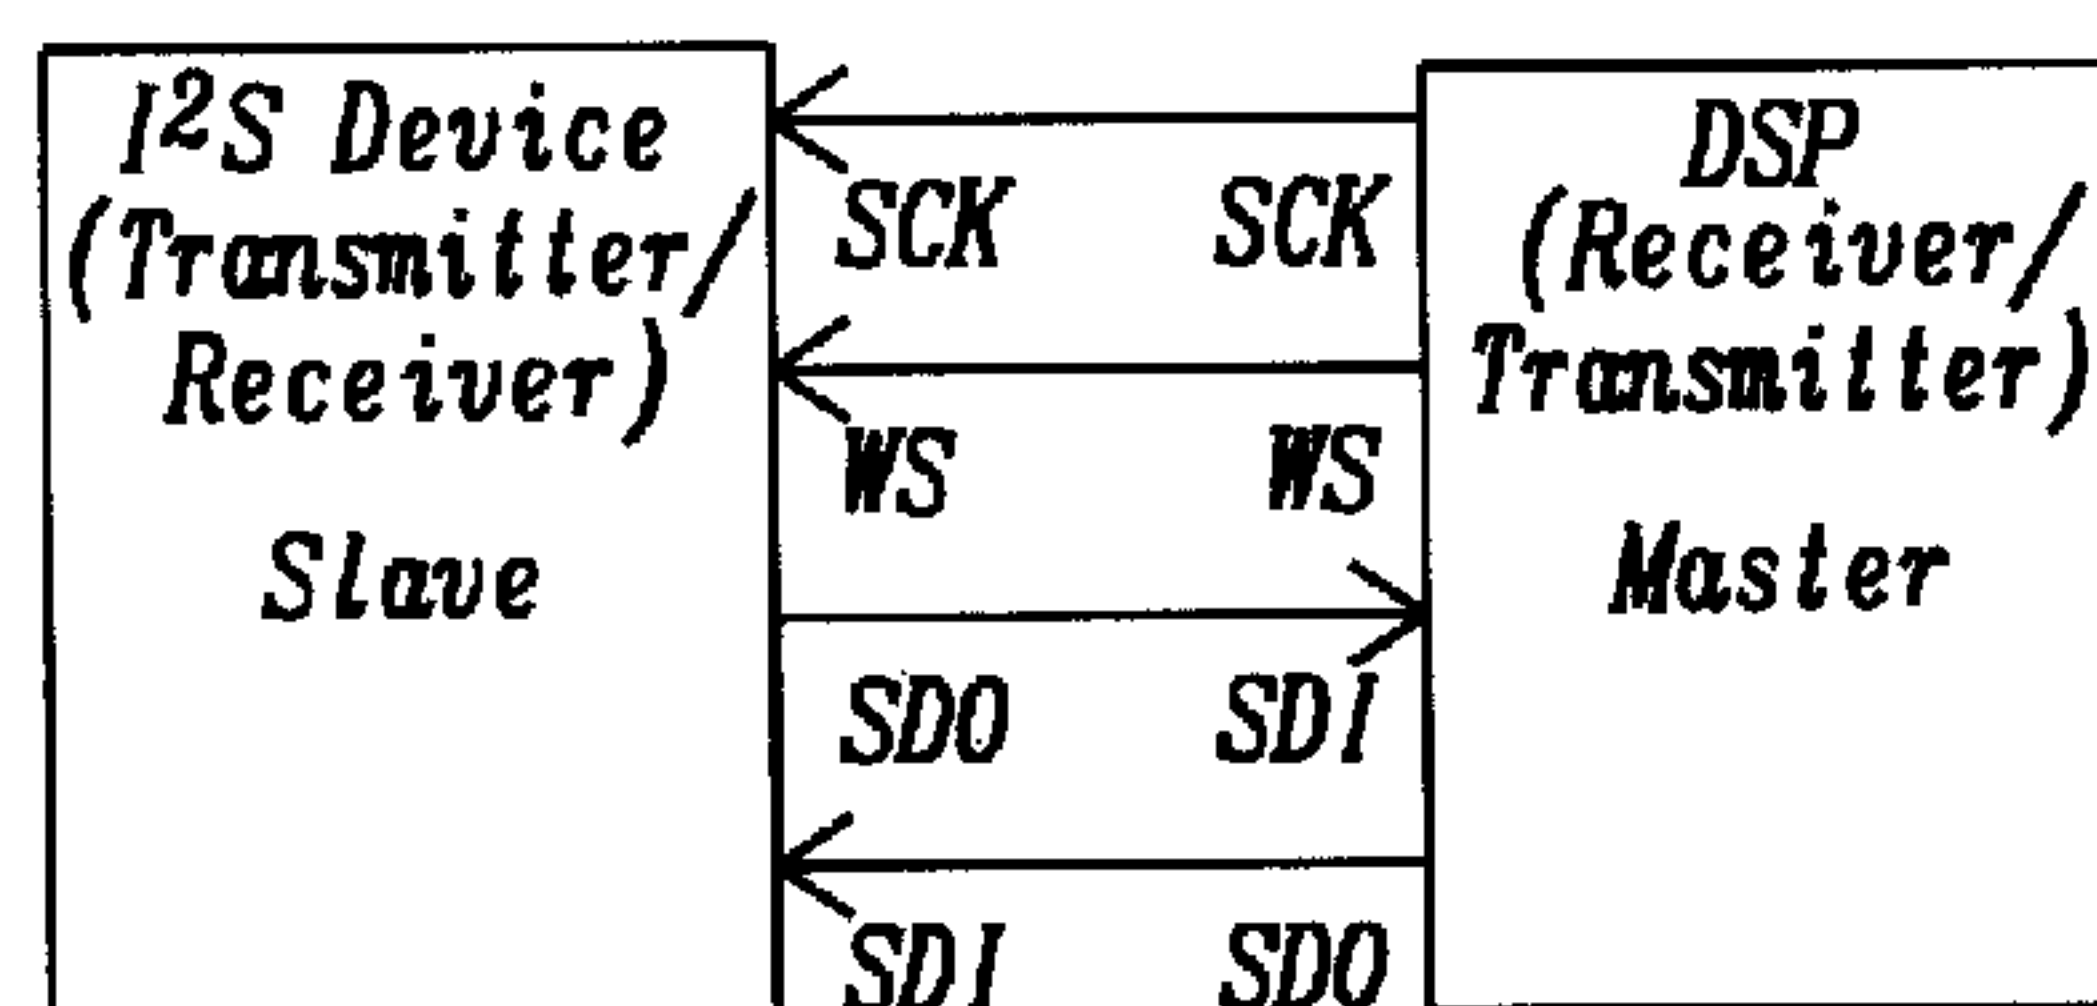 I²S Device
(Transmitter/
Receiver)
Slave
SCK SCK
WS WS
SDO SDI
SDI SDO
DSP
(Receiver/
Transmitter)
Master